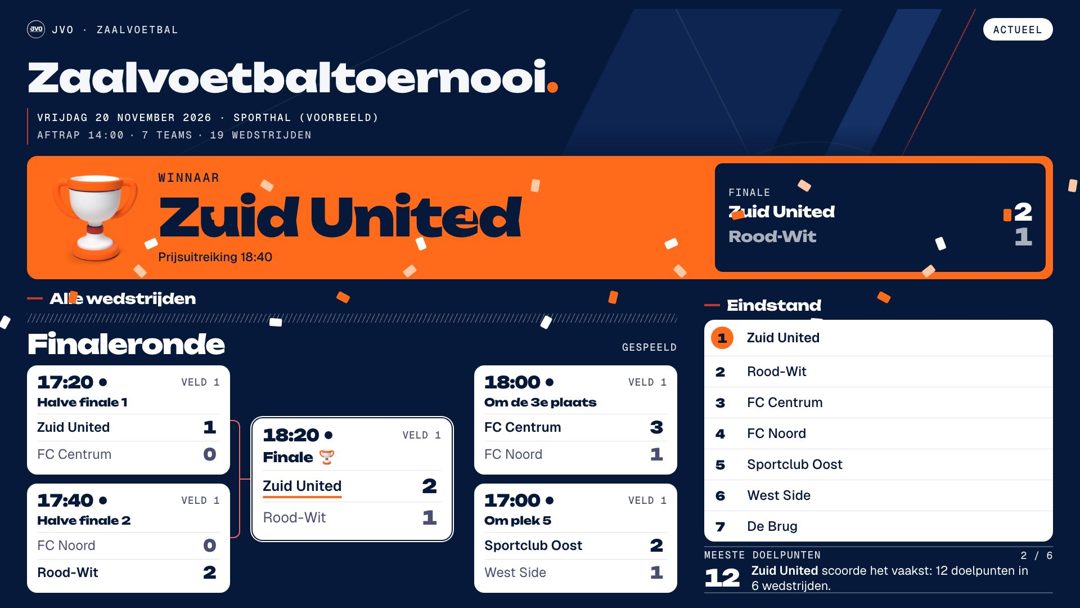 JVO
JVO · ZAALVOETBAL
ACTUEEL
Zaalvoetbaltoernooi.
VRIJDAG 20 NOVEMBER 2026 · SPORTHAL (VOORBEELD)
AFTRAP 14:00 · 7 TEAMS · 19 WEDSTRIJDEN
WINNAAR
Zuid United
Prijsuitreiking 18:40
FINALE
Zuid United 2
Rood-Wit 1
Alle wedstrijden
Finaleronde
GESPEELD
17:20 • VELD 1
Halve finale 1
Zuid United 1
FC Centrum 0
17:40 • VELD 1
Halve finale 2
FC Noord 0
Rood-Wit 2
18:20 • VELD 1
Finale
Zuid United 2
Rood-Wit 1
18:00 • VELD 1
Om de 3e plaats
FC Centrum 3
FC Noord 1
17:00 • VELD 1
Om plek 5
Sportclub Oost 2
West Side 1
Eindstand
1 Zuid United
2 Rood-Wit
3 FC Centrum
4 FC Noord
5 Sportclub Oost
6 West Side
7 De Brug
MEESTE DOELPUNTEN 2 / 6
12 Zuid United scoorde het vaakst: 12 doelpunten in
6 wedstrijden.